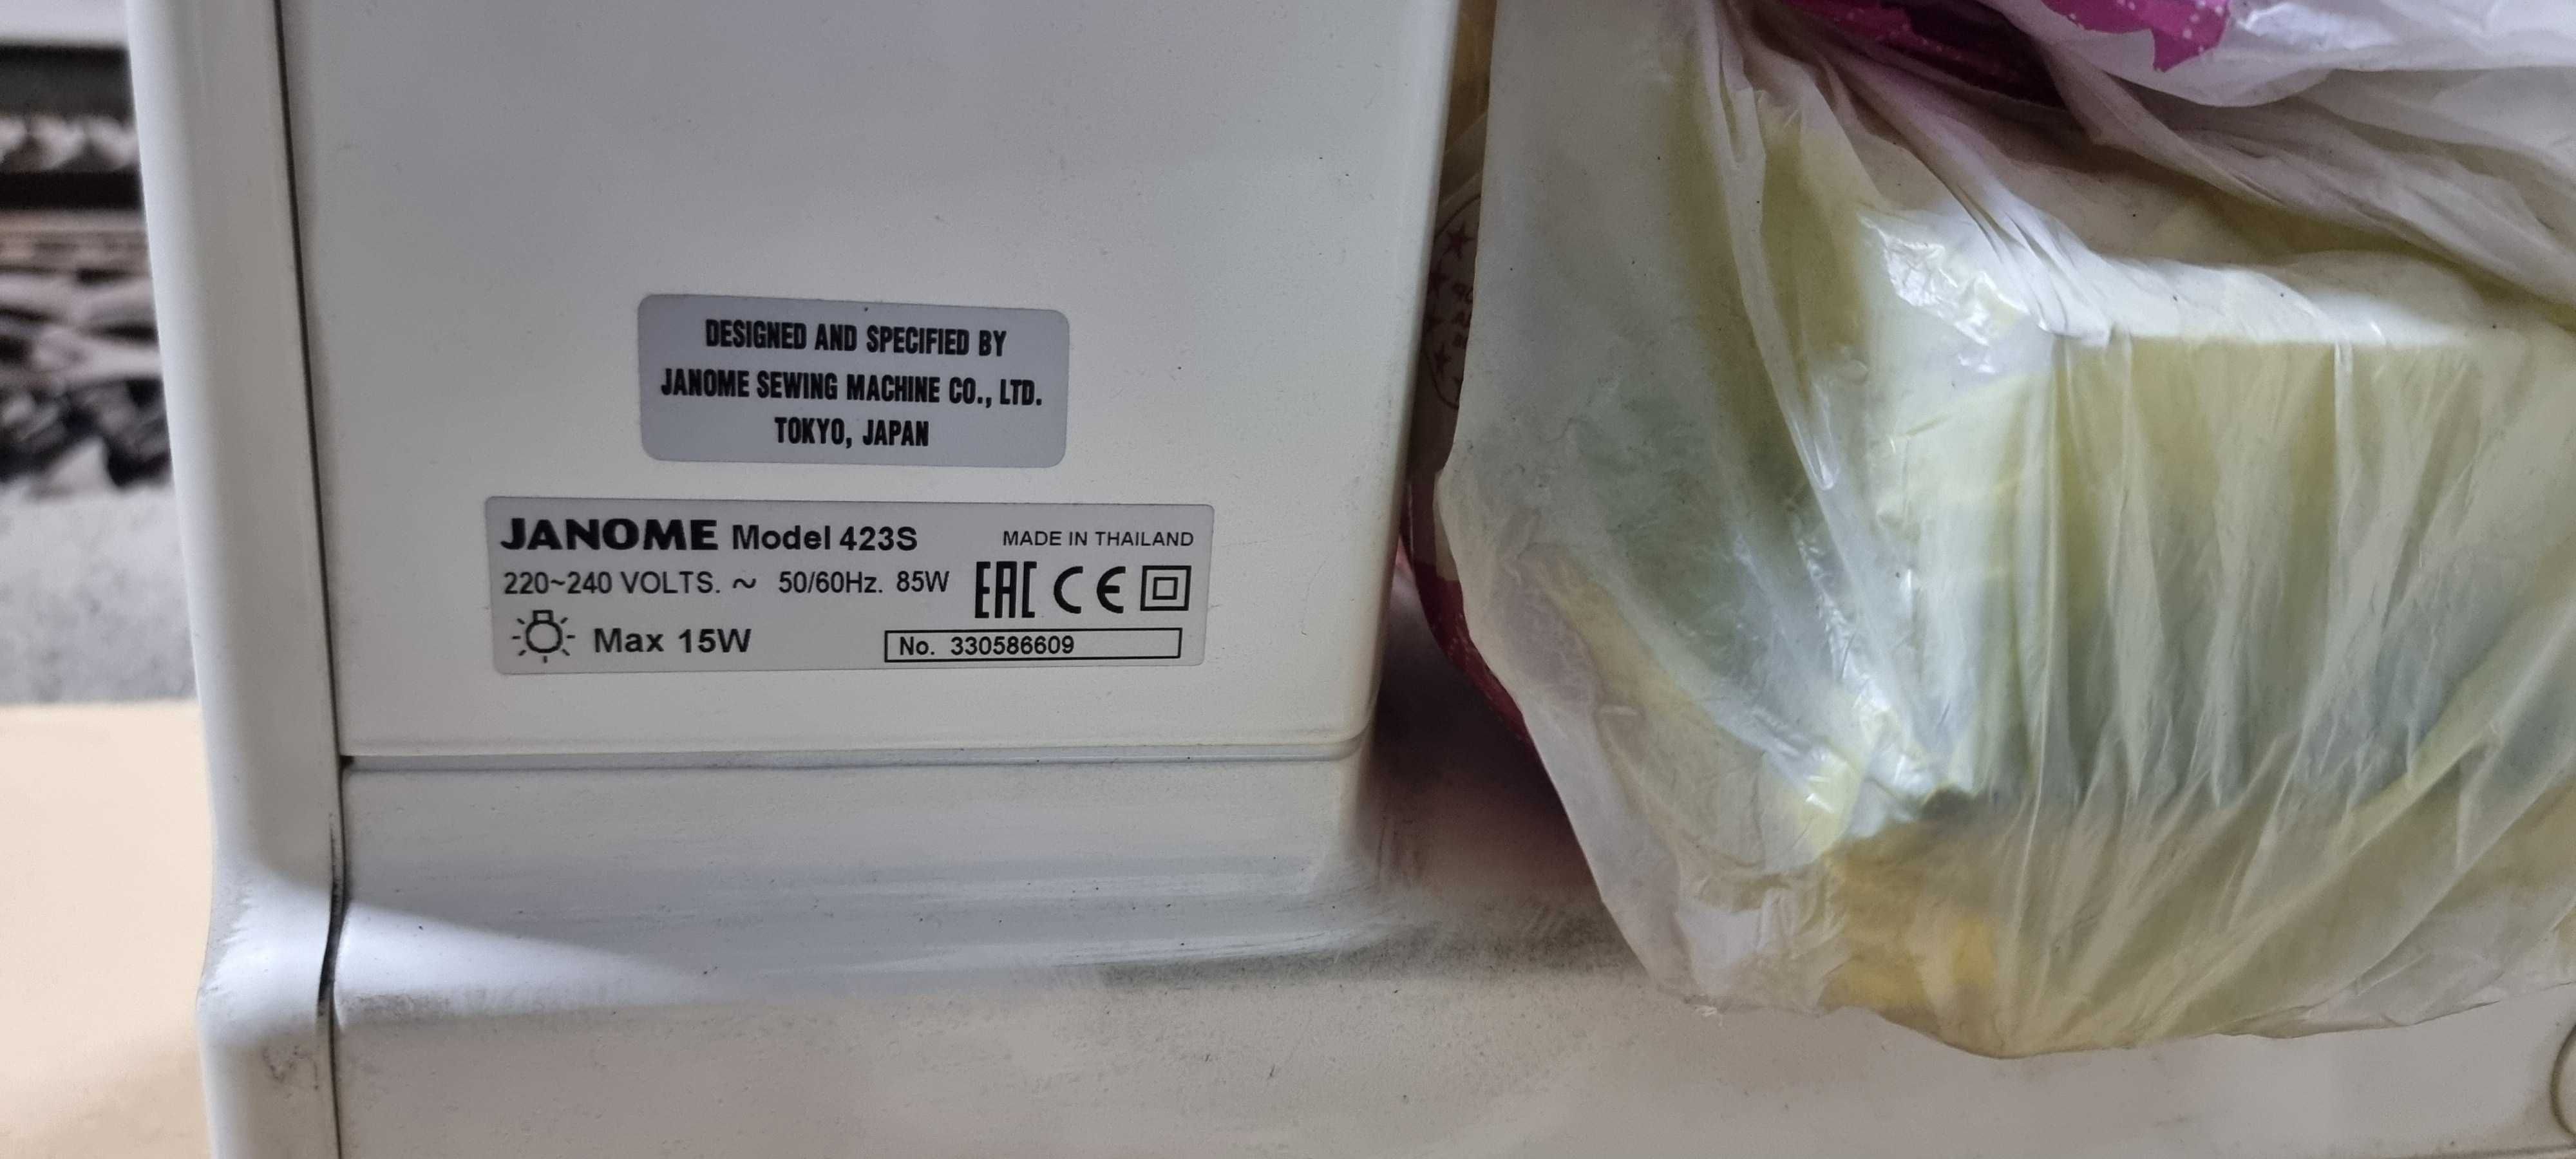 DESIGNED AND SPECIFIED BY
JANOME SEWING MACHINE CO., LTD.
TOKYO, JAPAN
JANOME Model 423S MADE IN THAILAND
220~240 VOLTS. ~ 50/60Hz. 85W EAC CE
Max 15W No. 330586609